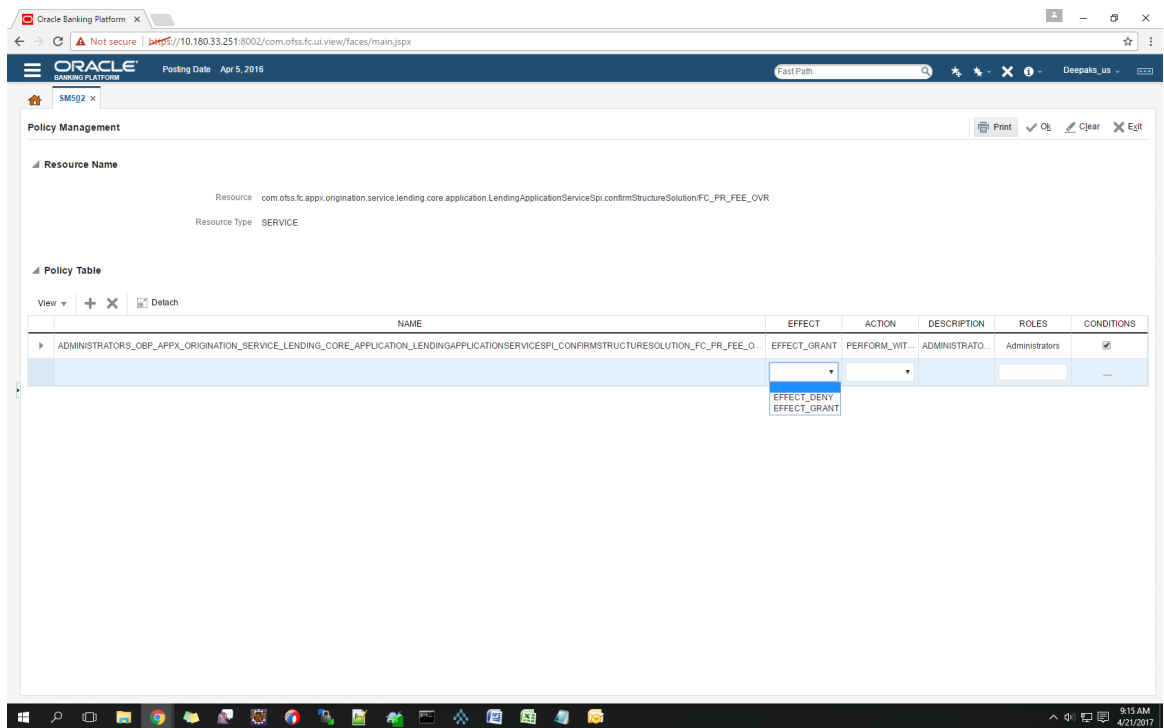 Oracle Banking Platform
Not secure | https://10.180.33.251:8002/com.ofss.fc.ui.view/faces/main.jspx
ORACLE
BANKING PLATFORM
Posting Date Apr 5, 2016
Fast Path
Deepaks_us
SM502
Policy Management
Print Ok Clear Exit
Resource Name
Resource com.ofss.fc.appx.origination.service.lending.core.application.LendingApplicationServiceSpi.confirmStructureSolution/FC_PR_FEE_OVR
Resource Type SERVICE
Policy Table
View Detach
NAME EFFECT ACTION DESCRIPTION ROLES CONDITIONS
ADMINISTRATORS_OBP_APPX_ORIGINATION_SERVICE_LENDING_CORE_APPLICATION_LENDINGAPPLICATIONSERVICESPI_CONFIRMSTRUCTURESOLUTION_FC_PR_FEE_O... EFFECT_GRANT PERFORM_WIT... ADMINISTRATO... Administrators
EFFECT_DENY
EFFECT_GRANT
9:15 AM
4/21/2017